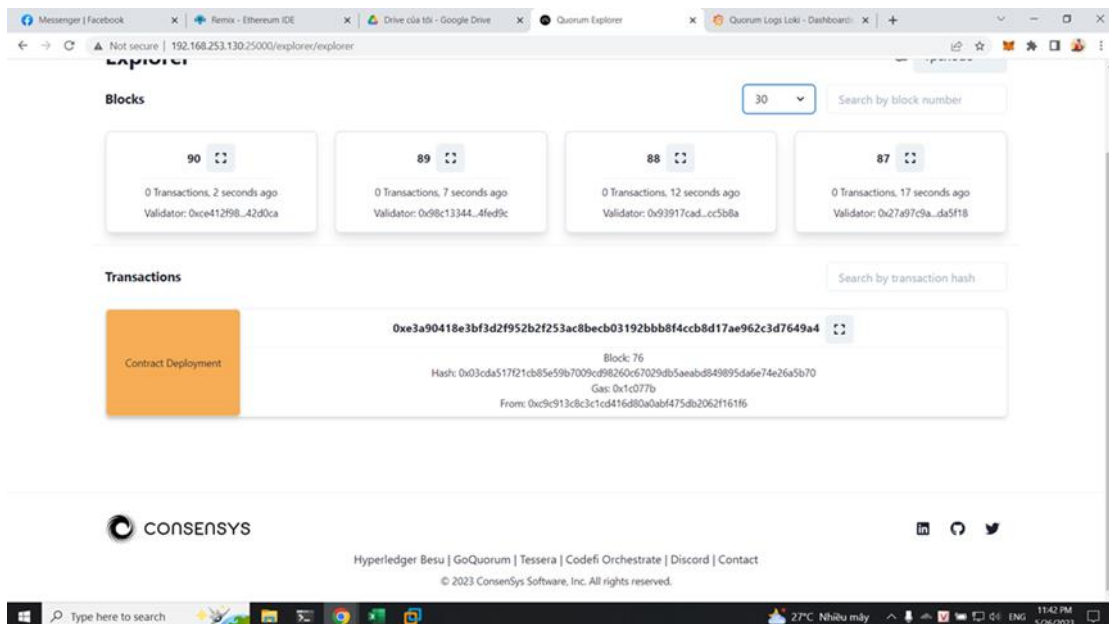 Messenger | Facebook
Remix - Ethereum IDE
Drive của tôi - Google Drive
Quorum Explorer
Quorum Logs Loki - Dashboards
Not secure | 192.168.253.130:25000/explorer/explorer
Explorer
Blocks
30
Search by block number
90
0 Transactions, 2 seconds ago
Validator: 0xce412f98...42d0ca
89
0 Transactions, 7 seconds ago
Validator: 0x98c13344...4fed9c
88
0 Transactions, 12 seconds ago
Validator: 0x93917cad...cc5b8a
87
0 Transactions, 17 seconds ago
Validator: 0x27a97c9a...da5f18
Transactions
Search by transaction hash
Contract Deployment
0xe3a90418e3bf3d2f952b2f253ac8becb03192bbb8f4ccb8d17ae962c3d7649a4
Block: 76
Hash: 0x03cda517f21cb85e59b7009cd98260c67029db5aeabd849895da6e74e26a5b70
Gas: 0x1c077b
From: 0xc9c913c8c3c1cd416d80a0abf475db2062f161f6
CONSENSYS
Hyperledger Besu | GoQuorum | Tessera | Codefi Orchestrate | Discord | Contact
© 2023 ConsenSys Software, Inc. All rights reserved.
Type here to search
27°C Nhiều mây
ENG
11:42 PM
5/26/2023